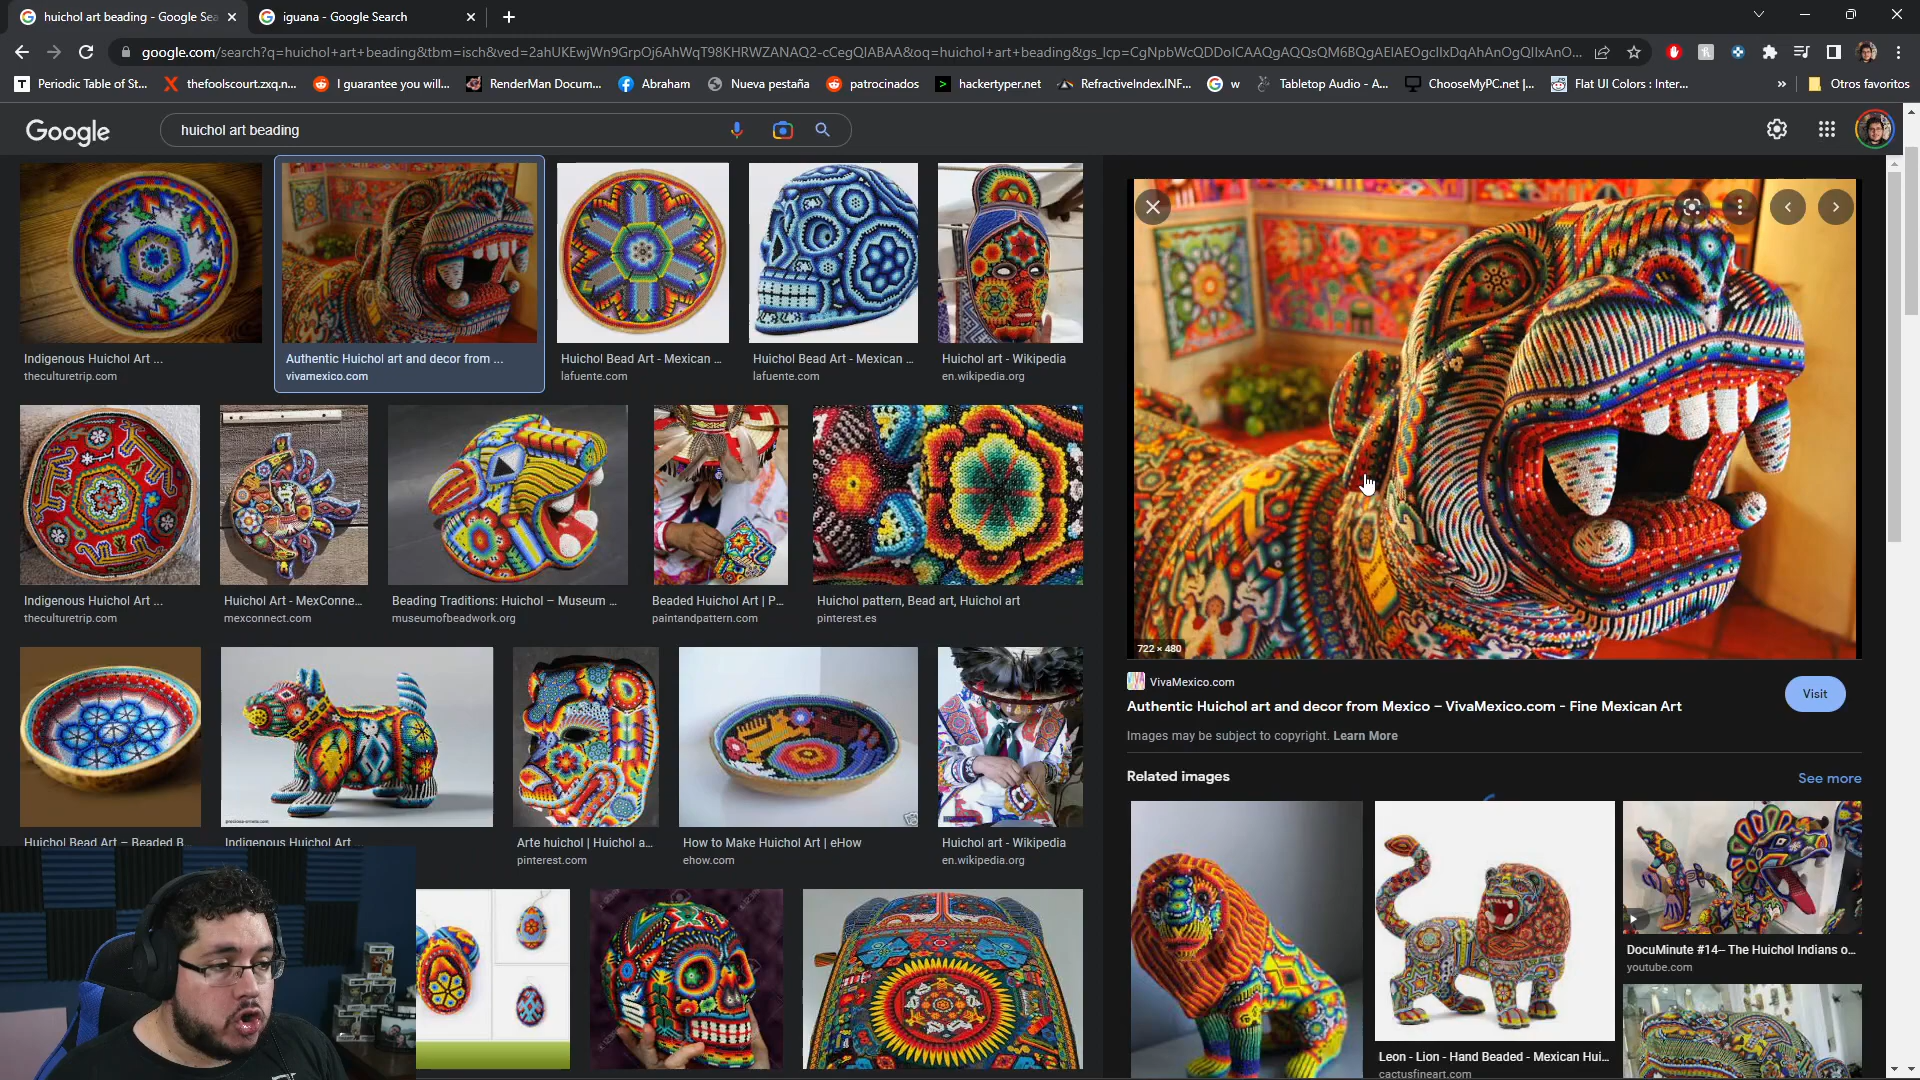 huichol art beading - Google Sea
iguana - Google Search
google.com/search?q=huichol+art+beading&tbm=isch&ved=2ahUKEwjWn9GrpOj6AhWqT98KHRWZANAQ2-cCegQIABAA&oq=huichol+art+beading&gs_lcp=CgNpbWcQDDoICAAQgAQQsQM6BQgAEIAEOgcIIxDqAhAnOgQIIxAnO...
T Periodic Table of St...
thefoolscourt.zxq.n...
I guarantee you will...
RenderMan Docum...
Abraham
Nueva pestaña
patrocinados
hackertyper.net
RefractiveIndex.INF...
w
Tabletop Audio - A...
ChooseMyPC.net |...
Flat UI Colors : Inter...
Otros favoritos
Google
huichol art beading
Indigenous Huichol Art ...
theculturetrip.com
Authentic Huichol art and decor from ...
vivamexico.com
Huichol Bead Art - Mexican ...
lafuente.com
Huichol Bead Art - Mexican ...
lafuente.com
Huichol art - Wikipedia
en.wikipedia.org
Indigenous Huichol Art ...
theculturetrip.com
Huichol Art - MexConne...
mexconnect.com
Beading Traditions: Huichol – Museum ...
museumofbeadwork.org
Beaded Huichol Art | P...
paintandpattern.com
Huichol pattern, Bead art, Huichol art
pinterest.es
722 × 480
VivaMexico.com
Authentic Huichol art and decor from Mexico – VivaMexico.com - Fine Mexican Art
Visit
Images may be subject to copyright. Learn More
Related images
See more
Huichol Bead Art – Beaded B...
Indigenous Huichol Art ...
Arte huichol | Huichol a...
pinterest.com
How to Make Huichol Art | eHow
ehow.com
Huichol art - Wikipedia
en.wikipedia.org
DocuMinute #14-- The Huichol Indians o...
youtube.com
Leon - Lion - Hand Beaded - Mexican Hui...
cactusfineart.com